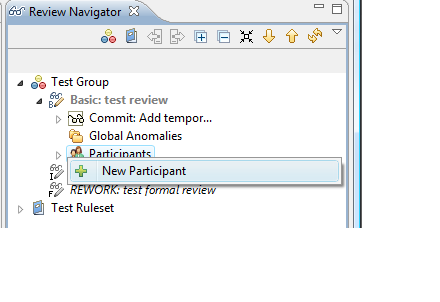 Review Navigator
Test Group
Basic: test review
Commit: Add tempor...
Global Anomalies
Participants
New Participant
REWORK: test formal review
Test Ruleset